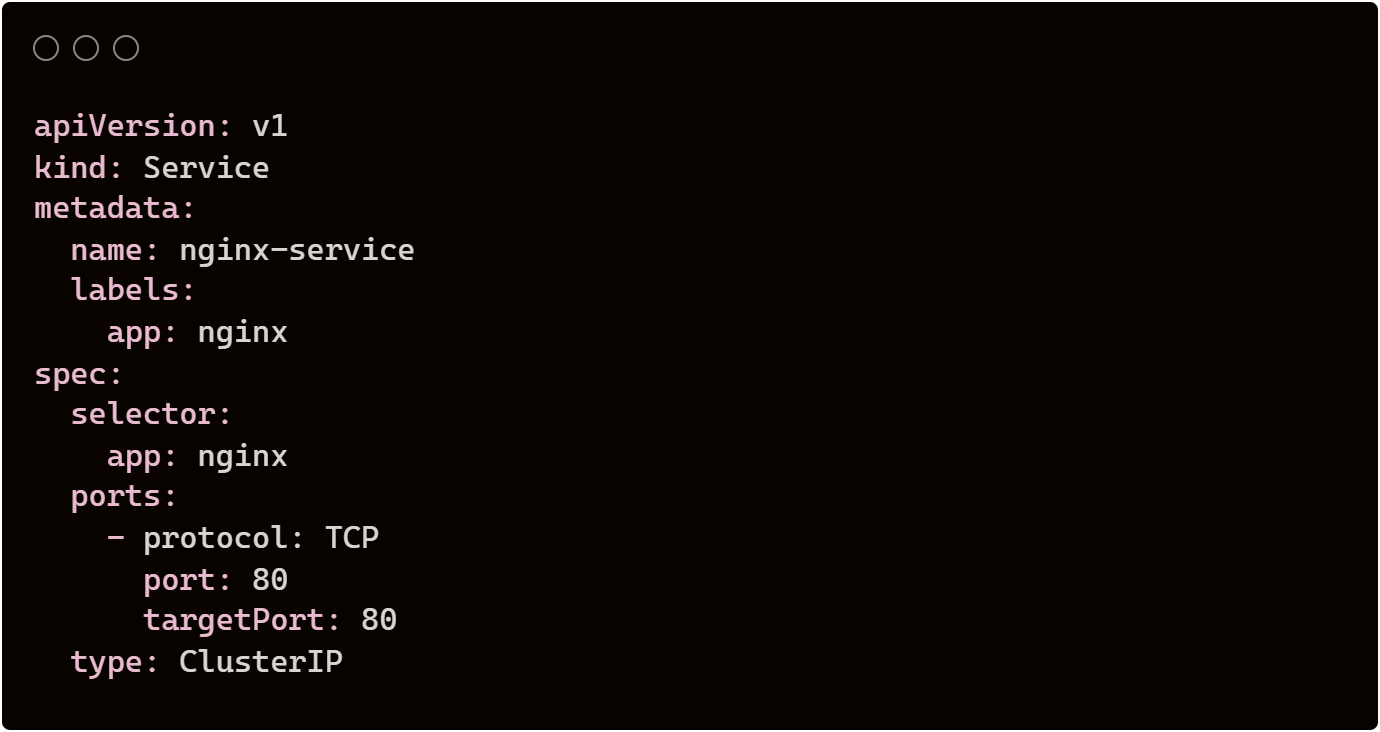 apiVersion: v1
kind: Service
metadata:
  name: nginx-service
  labels:
    app: nginx
spec:
  selector:
    app: nginx
  ports:
    - protocol: TCP
      port: 80
      targetPort: 80
  type: ClusterIP